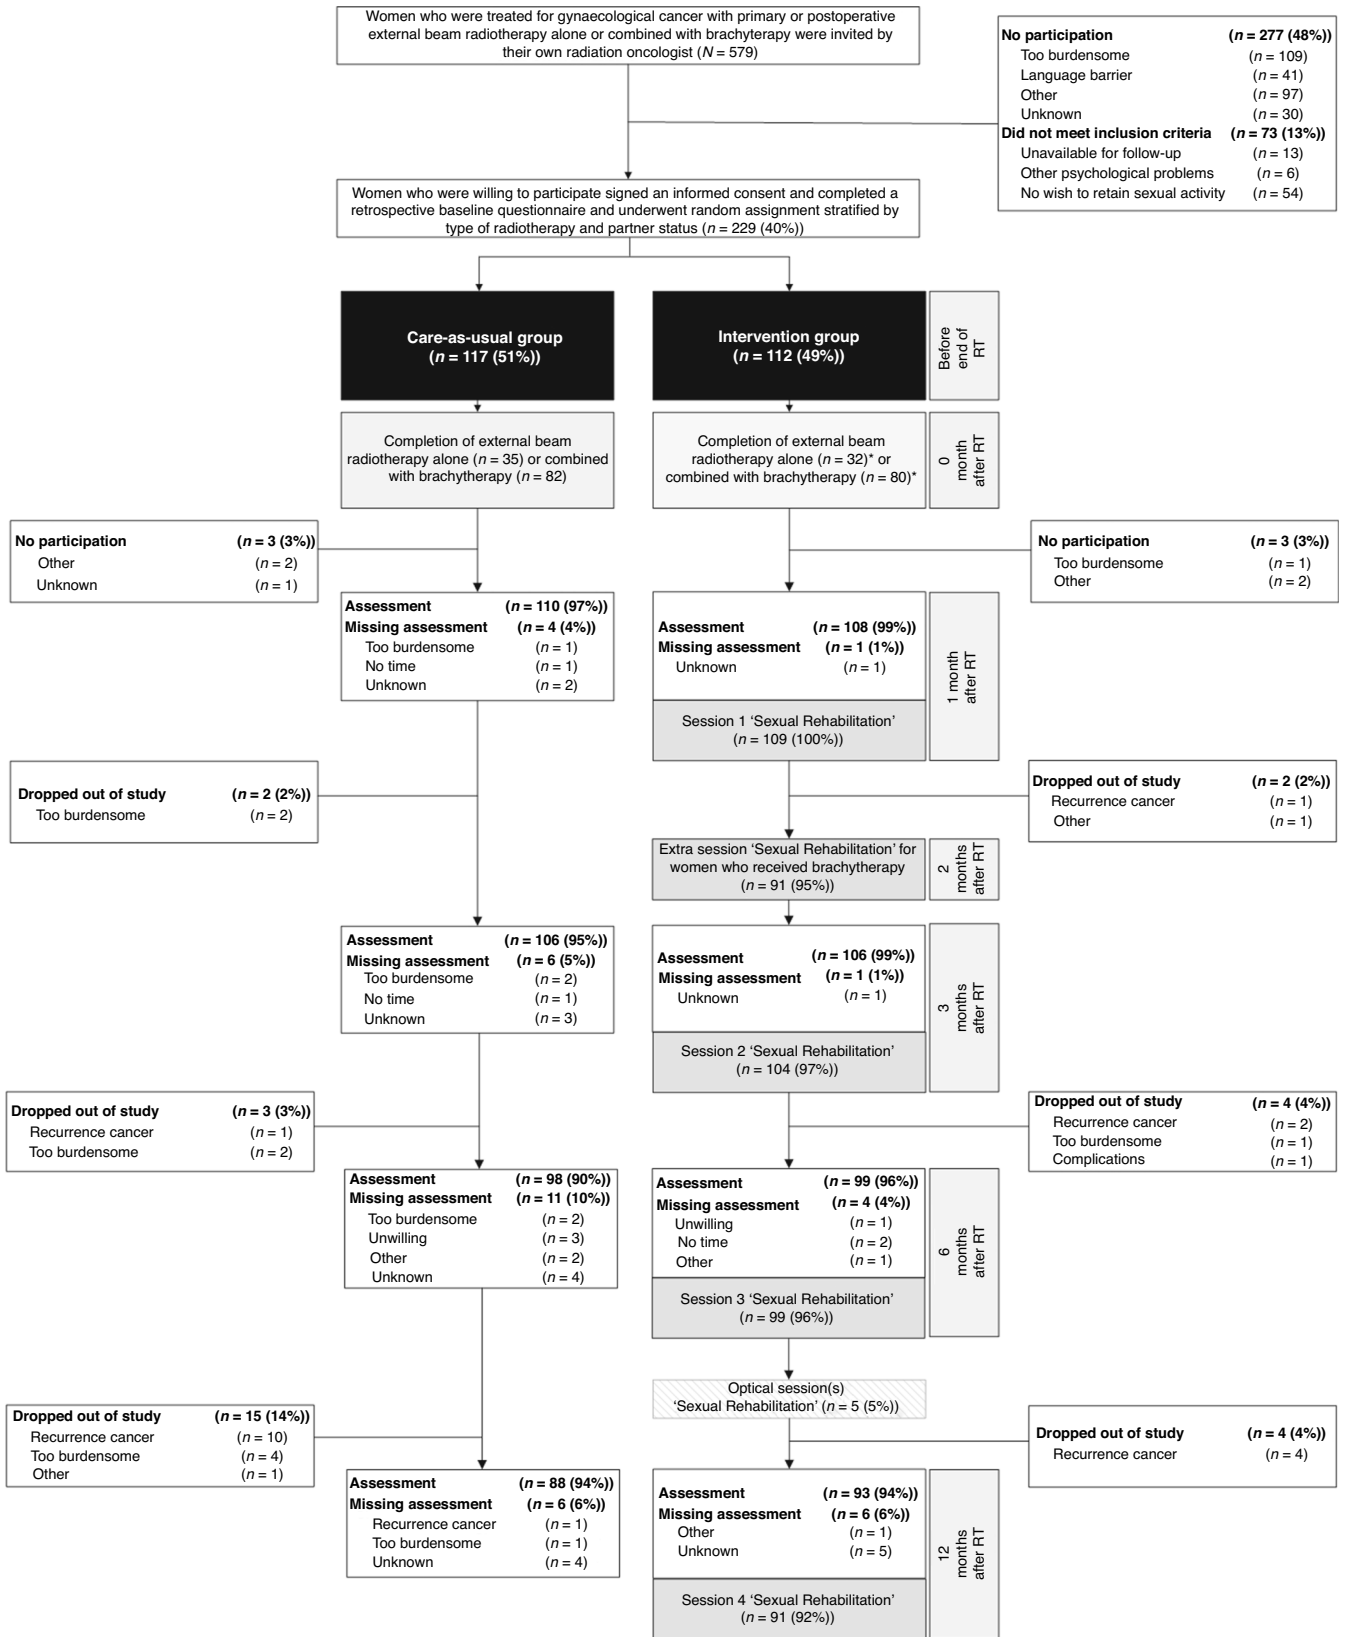 Women who were treated for gynaecological cancer with primary or postoperative
external beam radiotherapy alone or combined with brachyterapy were invited by
their own radiation oncologist (N = 579)
No participation (n = 277 (48%))
Too burdensome (n = 109)
Language barrier (n = 41)
Other (n = 97)
Unknown (n = 30)
Did not meet inclusion criteria (n = 73 (13%))
Unavailable for follow-up (n = 13)
Other psychological problems (n = 6)
No wish to retain sexual activity (n = 54)
Women who were willing to participate signed an informed consent and completed a
retrospective baseline questionnaire and underwent random assignment stratified by
type of radiotherapy and partner status (n = 229 (40%))
Care-as-usual group
(n = 117 (51%))
Intervention group
(n = 112 (49%))
Before
end of
RT
Completion of external beam
radiotherapy alone (n = 35) or combined
with brachytherapy (n = 82)
Completion of external beam
radiotherapy alone (n = 32)* or
combined with brachytherapy (n = 80)*
0
month
after RT
No participation (n = 3 (3%))
Other (n = 2)
Unknown (n = 1)
No participation (n = 3 (3%))
Too burdensome (n = 1)
Other (n = 2)
Assessment (n = 110 (97%))
Missing assessment (n = 4 (4%))
Too burdensome (n = 1)
No time (n = 1)
Unknown (n = 2)
Assessment (n = 108 (99%))
Missing assessment (n = 1 (1%))
Unknown (n = 1)
Session 1 ‘Sexual Rehabilitation’
(n = 109 (100%))
1 month
after RT
Dropped out of study (n = 2 (2%))
Too burdensome (n = 2)
Dropped out of study (n = 2 (2%))
Recurrence cancer (n = 1)
Other (n = 1)
Extra session ‘Sexual Rehabilitation’ for
women who received brachytherapy
(n = 91 (95%))
2
months
after RT
Assessment (n = 106 (95%))
Missing assessment (n = 6 (5%))
Too burdensome (n = 2)
No time (n = 1)
Unknown (n = 3)
Assessment (n = 106 (99%))
Missing assessment (n = 1 (1%))
Unknown (n = 1)
Session 2 ‘Sexual Rehabilitation’
(n = 104 (97%))
3
months
after RT
Dropped out of study (n = 3 (3%))
Recurrence cancer (n = 1)
Too burdensome (n = 2)
Dropped out of study (n = 4 (4%))
Recurrence cancer (n = 2)
Too burdensome (n = 1)
Complications (n = 1)
Assessment (n = 98 (90%))
Missing assessment (n = 11 (10%))
Too burdensome (n = 2)
Unwilling (n = 3)
Other (n = 2)
Unknown (n = 4)
Assessment (n = 99 (96%))
Missing assessment (n = 4 (4%))
Unwilling (n = 1)
No time (n = 2)
Other (n = 1)
Session 3 ‘Sexual Rehabilitation’
(n = 99 (96%))
6
months
after RT
Optical session(s)
‘Sexual Rehabilitation’ (n = 5 (5%))
Dropped out of study (n = 15 (14%))
Recurrence cancer (n = 10)
Too burdensome (n = 4)
Other (n = 1)
Dropped out of study (n = 4 (4%))
Recurrence cancer (n = 4)
Assessment (n = 88 (94%))
Missing assessment (n = 6 (6%))
Recurrence cancer (n = 1)
Too burdensome (n = 1)
Unknown (n = 4)
Assessment (n = 93 (94%))
Missing assessment (n = 6 (6%))
Other (n = 1)
Unknown (n = 5)
Session 4 ‘Sexual Rehabilitation’
(n = 91 (92%))
12
months
after RT